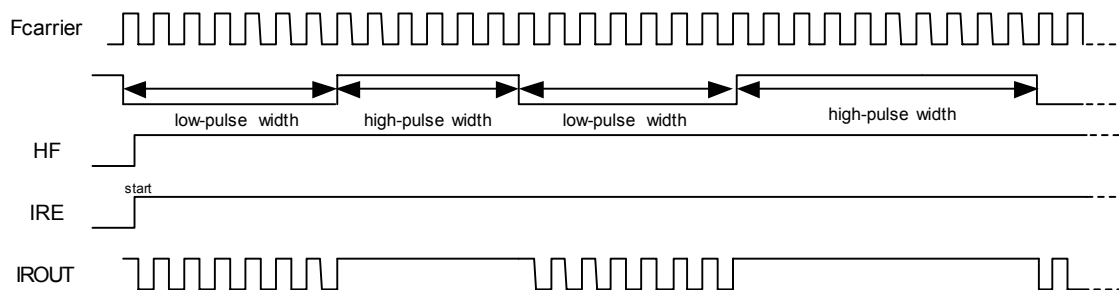 Fcarrier
low-pulse width
high-pulse width
low-pulse width
high-pulse width
HF
start
IRE
IROUT